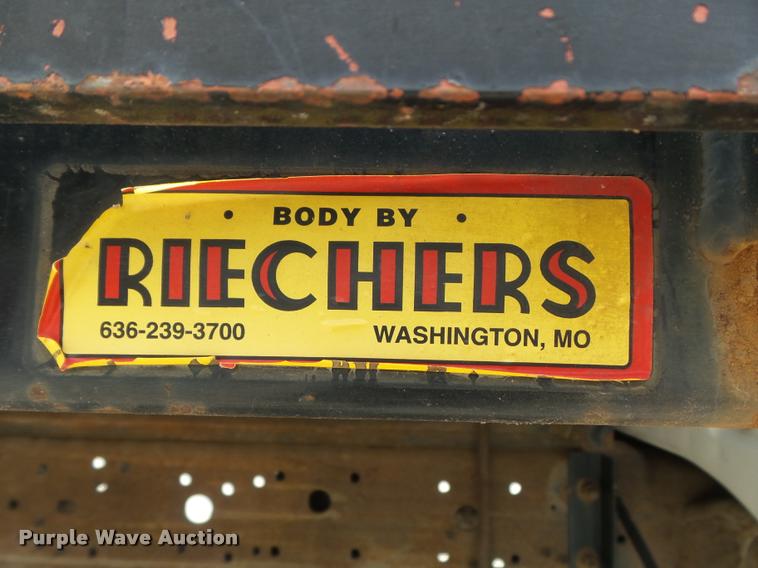 • BODY BY •
RIECHERS
636-239-3700 WASHINGTON, MO
Purple Wave Auction